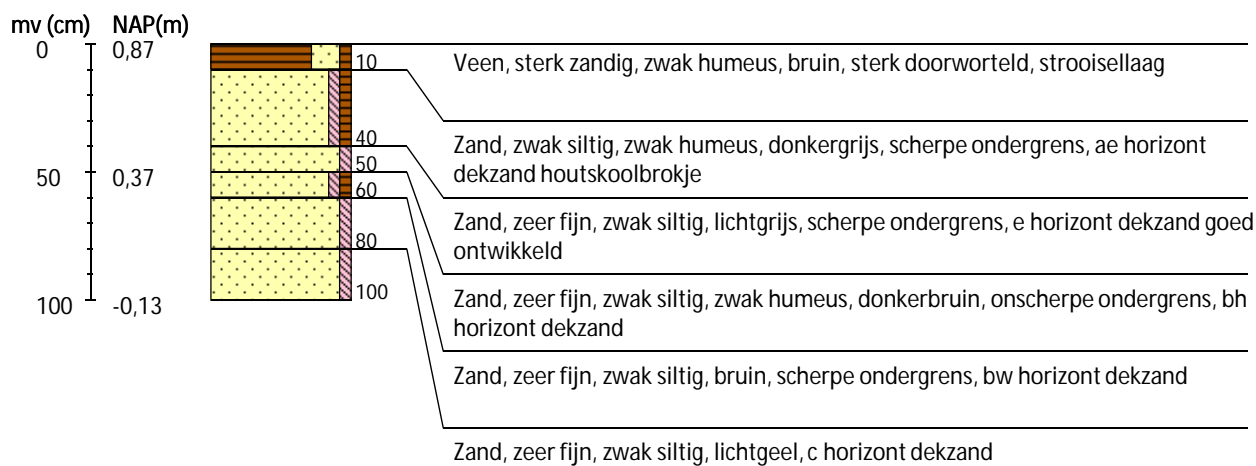 mv (cm) NAP(m)
0 0,87
10 Veen, sterk zandig, zwak humeus, bruin, sterk doorworteld, strooisellaag
40 Zand, zwak siltig, zwak humeus, donkergrijs, scherpe ondergrens, ae horizont
dekzand houtskoolbrokje
50
50 0,37
60
Zand, zeer fijn, zwak siltig, lichtgrijs, scherpe ondergrens, e horizont dekzand goed
ontwikkeld
80
100
100 -0,13
Zand, zeer fijn, zwak siltig, zwak humeus, donkerbruin, onscherpe ondergrens, bh
horizont dekzand
Zand, zeer fijn, zwak siltig, bruin, scherpe ondergrens, bw horizont dekzand
Zand, zeer fijn, zwak siltig, lichtgeel, c horizont dekzand